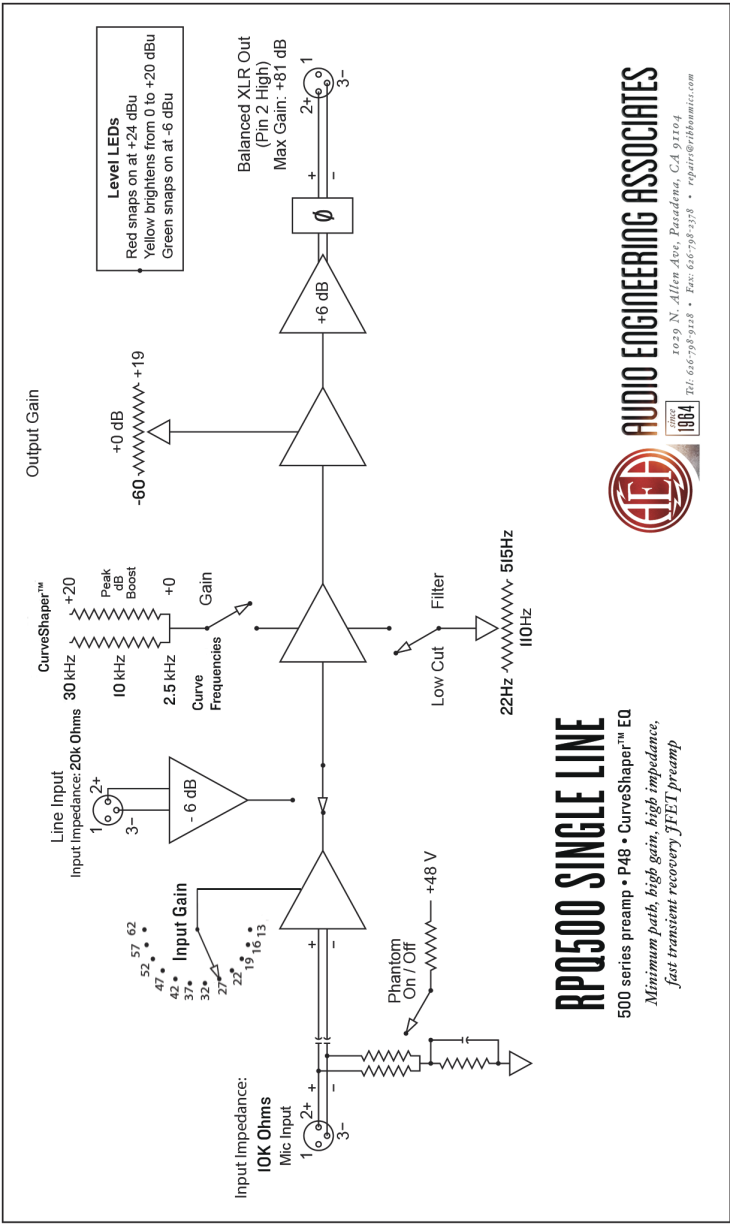 Level LEDs
Red snaps on at +24 dBu
Yellow brightens from 0 to +20 dBu
Green snaps on at -6 dBu
Output Gain
+0 dB
-60
+19
CurveShaper™
30 kHz
10 kHz
2.5 kHz
+20
Peak
dB
Boost
+0
Curve
Frequencies
Gain
Line Input
Input Impedance: 20k Ohms
1
2+
3–
- 6 dB
62
57
52
47
42
37
32
27
22
19
16
13
Input Gain
Input Impedance:
10K Ohms
Mic Input
1
2+
3–
+
–
+
–
Phantom
On / Off
+48 V
Low Cut
Filter
22Hz
515Hz
110Hz
+6 dB
Ø
+
–
Balanced XLR Out
(Pin 2 High)
Max Gain: +81 dB
1
2+
3–
RPQ500 SINGLE LINE
500 series preamp • P48 • CurveShaper™ EQ
Minimum path, high gain, high impedance,
fast transient recovery JFET preamp
AEA
AUDIO ENGINEERING ASSOCIATES
since
1964
1029 N. Allen Ave, Pasadena, CA 91104
Tel: 626-798-9128 • Fax: 626-798-2378 • repairs@ribbonmics.com